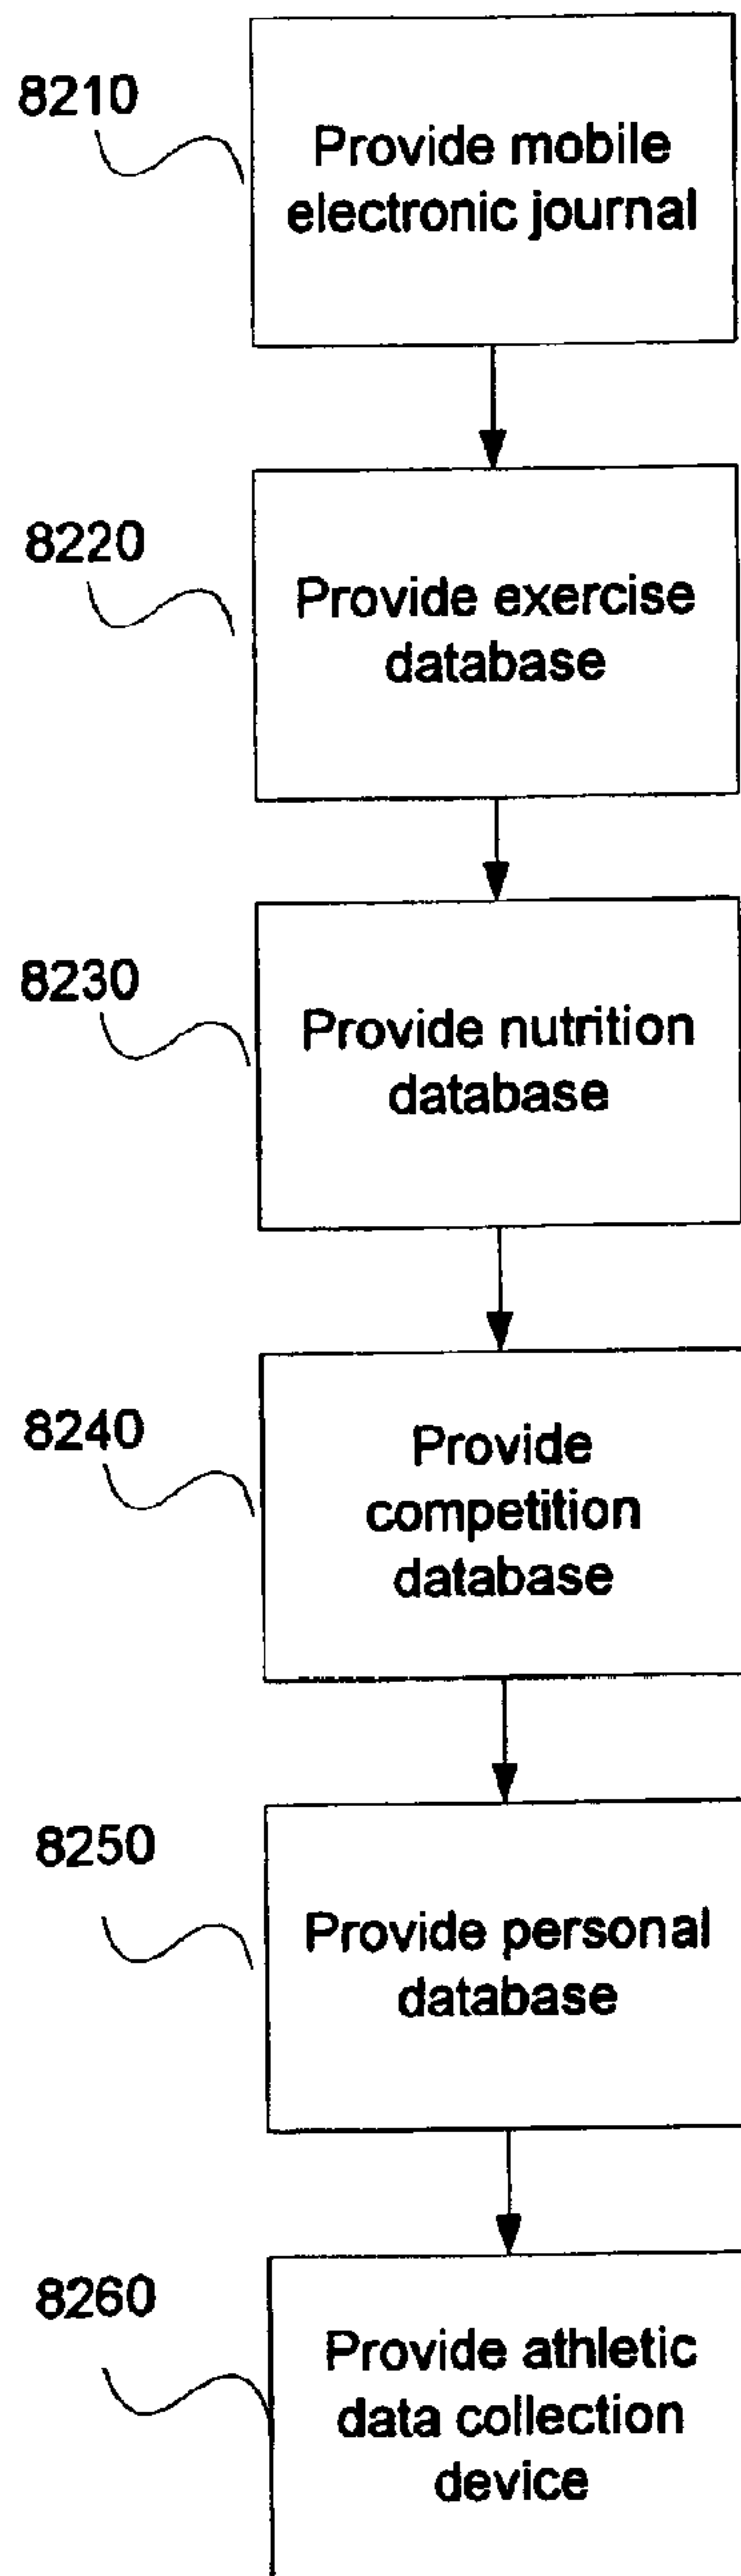 8210
Provide mobile
electronic journal
8220
Provide exercise
database
8230
Provide nutrition
database
8240
Provide
competition
database
8250
Provide personal
database
8260
Provide athletic
data collection
device